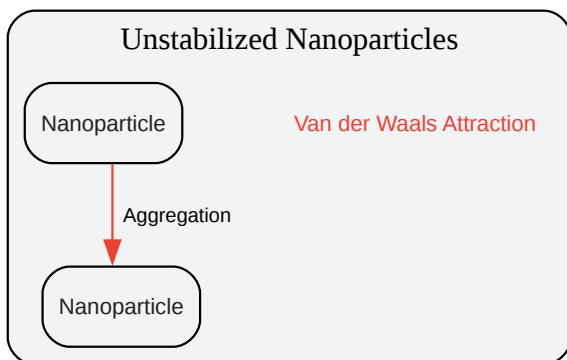 Unstabilized Nanoparticles
Nanoparticle
Van der Waals Attraction
Aggregation
Nanoparticle